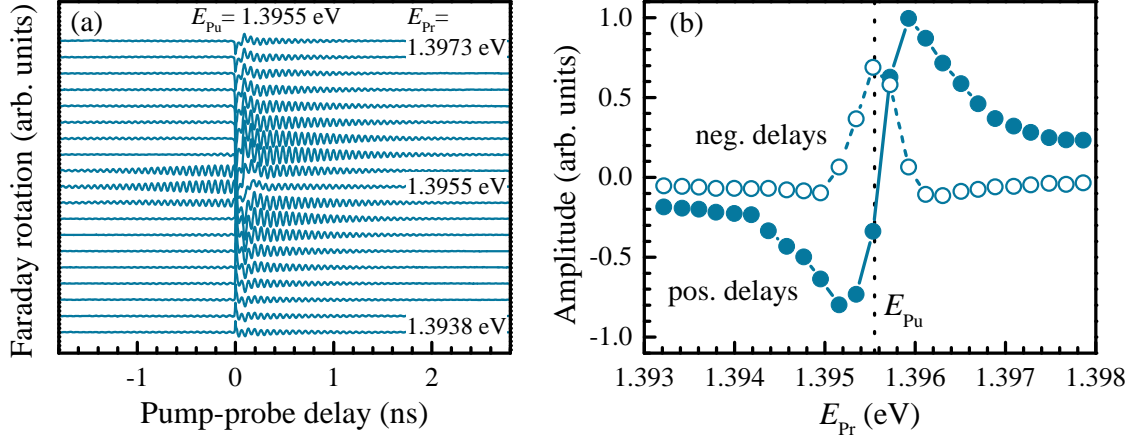 (a)
E_Pu= 1.3955 eV
E_Pr=
1.3973 eV
1.3955 eV
1.3938 eV
Faraday rotation (arb. units)
-1 0 1 2
Pump-probe delay (ns)
(b)
neg. delays
pos. delays
E_Pu
Amplitude (arb. units)
1.0
0.5
0.0
-0.5
-1.0
1.393 1.394 1.395 1.396 1.397 1.398
E_Pr (eV)